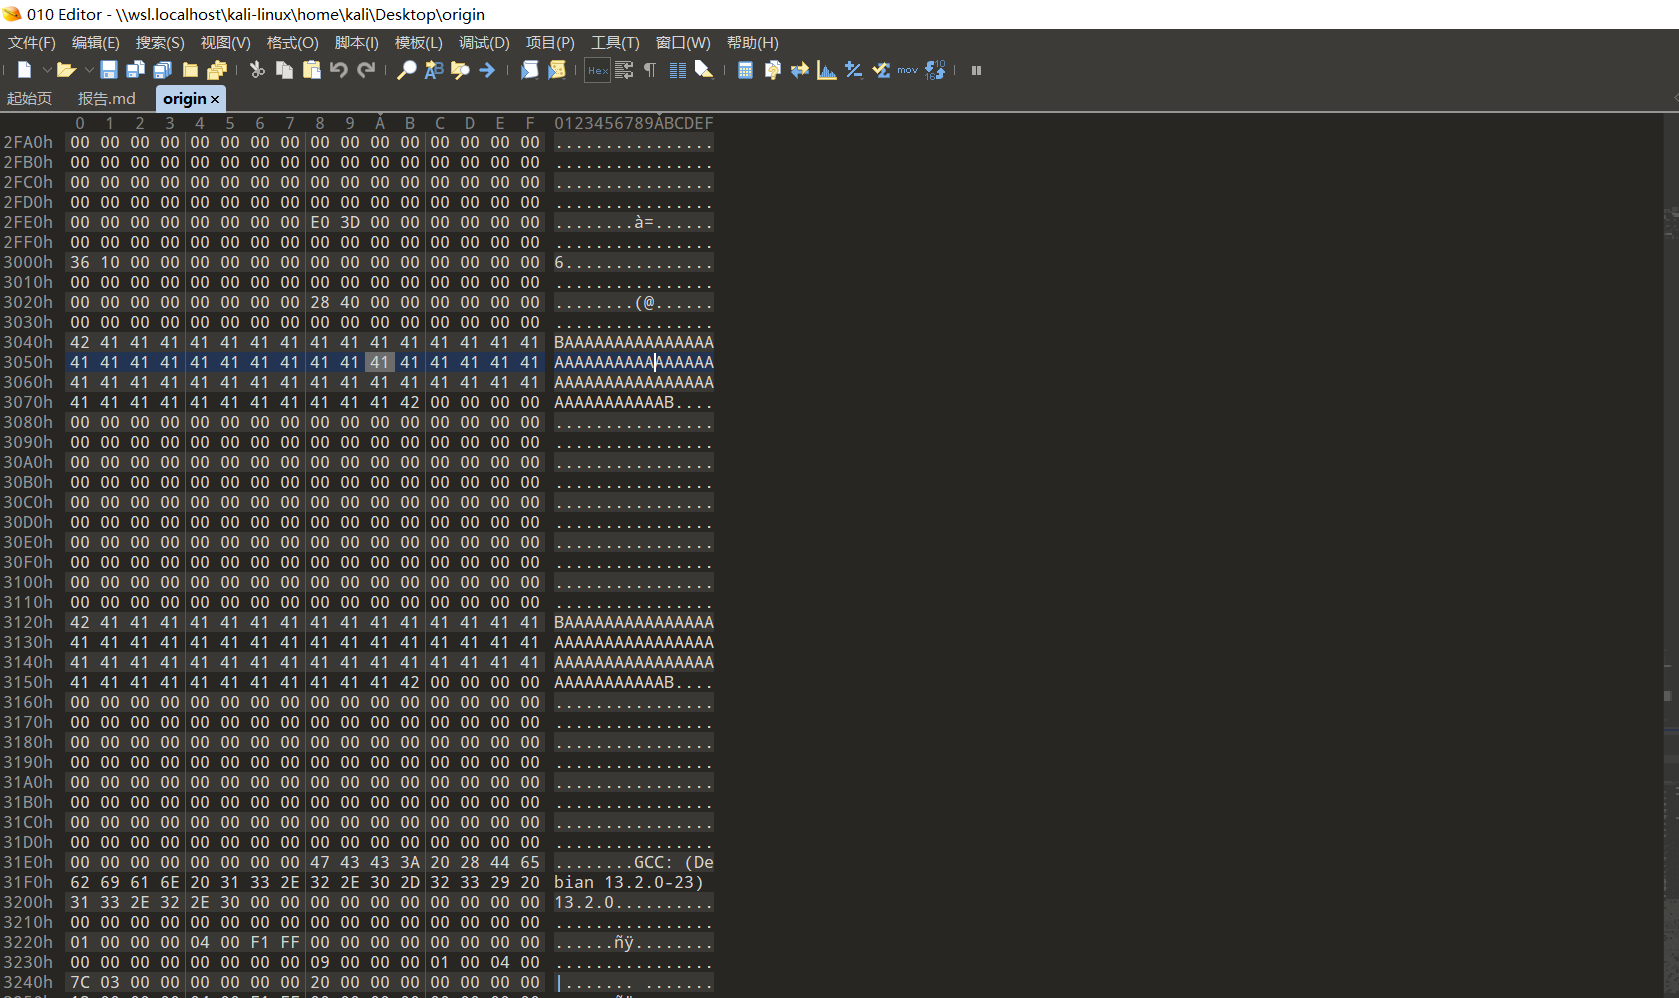 010 Editor - \\wsl.localhost\kali-linux\home\kali\Desktop\origin
文件(F) 编辑(E) 搜索(S) 视图(V) 格式(O) 脚本(I) 模板(L) 调试(D) 项目(P) 工具(T) 窗口(W) 帮助(H)
Hex mov
起始页 报告.md origin ×
0 1 2 3 4 5 6 7 8 9 A B C D E F 0123456789ABCDEF
2FA0h 00 00 00 00 00 00 00 00 00 00 00 00 00 00 00 00 ................
2FB0h 00 00 00 00 00 00 00 00 00 00 00 00 00 00 00 00 ................
2FC0h 00 00 00 00 00 00 00 00 00 00 00 00 00 00 00 00 ................
2FD0h 00 00 00 00 00 00 00 00 00 00 00 00 00 00 00 00 ................
2FE0h 00 00 00 00 00 00 00 00 E0 3D 00 00 00 00 00 00 ........à=......
2FF0h 00 00 00 00 00 00 00 00 00 00 00 00 00 00 00 00 ................
3000h 36 10 00 00 00 00 00 00 00 00 00 00 00 00 00 00 6...............
3010h 00 00 00 00 00 00 00 00 00 00 00 00 00 00 00 00 ................
3020h 00 00 00 00 00 00 00 00 28 40 00 00 00 00 00 00 ........(@......
3030h 00 00 00 00 00 00 00 00 00 00 00 00 00 00 00 00 ................
3040h 42 41 41 41 41 41 41 41 41 41 41 41 41 41 41 41 BAAAAAAAAAAAAAAA
3050h 41 41 41 41 41 41 41 41 41 41 41 41 41 41 41 41 AAAAAAAAAAAAAAAA
3060h 41 41 41 41 41 41 41 41 41 41 41 41 41 41 41 41 AAAAAAAAAAAAAAAA
3070h 41 41 41 41 41 41 41 41 41 41 41 42 00 00 00 00 AAAAAAAAAAAB....
3080h 00 00 00 00 00 00 00 00 00 00 00 00 00 00 00 00 ................
3090h 00 00 00 00 00 00 00 00 00 00 00 00 00 00 00 00 ................
30A0h 00 00 00 00 00 00 00 00 00 00 00 00 00 00 00 00 ................
30B0h 00 00 00 00 00 00 00 00 00 00 00 00 00 00 00 00 ................
30C0h 00 00 00 00 00 00 00 00 00 00 00 00 00 00 00 00 ................
30D0h 00 00 00 00 00 00 00 00 00 00 00 00 00 00 00 00 ................
30E0h 00 00 00 00 00 00 00 00 00 00 00 00 00 00 00 00 ................
30F0h 00 00 00 00 00 00 00 00 00 00 00 00 00 00 00 00 ................
3100h 00 00 00 00 00 00 00 00 00 00 00 00 00 00 00 00 ................
3110h 00 00 00 00 00 00 00 00 00 00 00 00 00 00 00 00 ................
3120h 42 41 41 41 41 41 41 41 41 41 41 41 41 41 41 41 BAAAAAAAAAAAAAAA
3130h 41 41 41 41 41 41 41 41 41 41 41 41 41 41 41 41 AAAAAAAAAAAAAAAA
3140h 41 41 41 41 41 41 41 41 41 41 41 41 41 41 41 41 AAAAAAAAAAAAAAAA
3150h 41 41 41 41 41 41 41 41 41 41 41 42 00 00 00 00 AAAAAAAAAAAB....
3160h 00 00 00 00 00 00 00 00 00 00 00 00 00 00 00 00 ................
3170h 00 00 00 00 00 00 00 00 00 00 00 00 00 00 00 00 ................
3180h 00 00 00 00 00 00 00 00 00 00 00 00 00 00 00 00 ................
3190h 00 00 00 00 00 00 00 00 00 00 00 00 00 00 00 00 ................
31A0h 00 00 00 00 00 00 00 00 00 00 00 00 00 00 00 00 ................
31B0h 00 00 00 00 00 00 00 00 00 00 00 00 00 00 00 00 ................
31C0h 00 00 00 00 00 00 00 00 00 00 00 00 00 00 00 00 ................
31D0h 00 00 00 00 00 00 00 00 00 00 00 00 00 00 00 00 ................
31E0h 00 00 00 00 00 00 00 00 47 43 43 3A 20 28 44 65 ........GCC: (De
31F0h 62 69 61 6E 20 31 33 2E 32 2E 30 2D 32 33 29 20 bian 13.2.0-23)
3200h 31 33 2E 32 2E 30 00 00 00 00 00 00 00 00 00 00 13.2.0..........
3210h 00 00 00 00 00 00 00 00 00 00 00 00 00 00 00 00 ................
3220h 01 00 00 00 04 00 F1 FF 00 00 00 00 00 00 00 00 ......ñÿ........
3230h 00 00 00 00 00 00 00 00 09 00 00 00 01 00 04 00 ................
3240h 7C 03 00 00 00 00 00 00 20 00 00 00 00 00 00 00 |....... .......